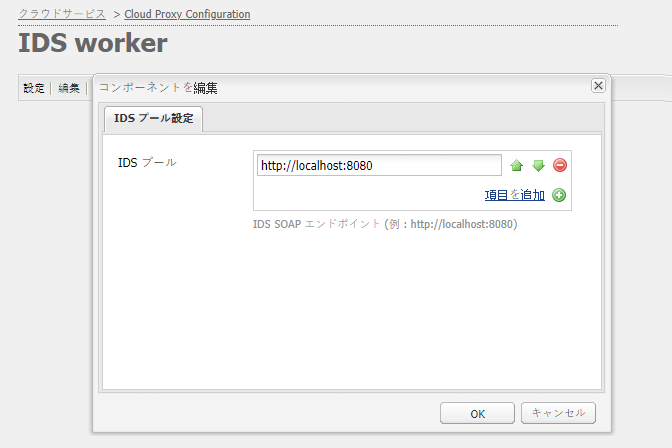 クラウドサービス > Cloud Proxy Configuration
IDS worker
設定 編集
コンポーネントを編集
IDS プール設定
IDS プール
http://localhost:8080
項目を追加
IDS SOAP エンドポイント (例：http://localhost:8080)
OK
キャンセル